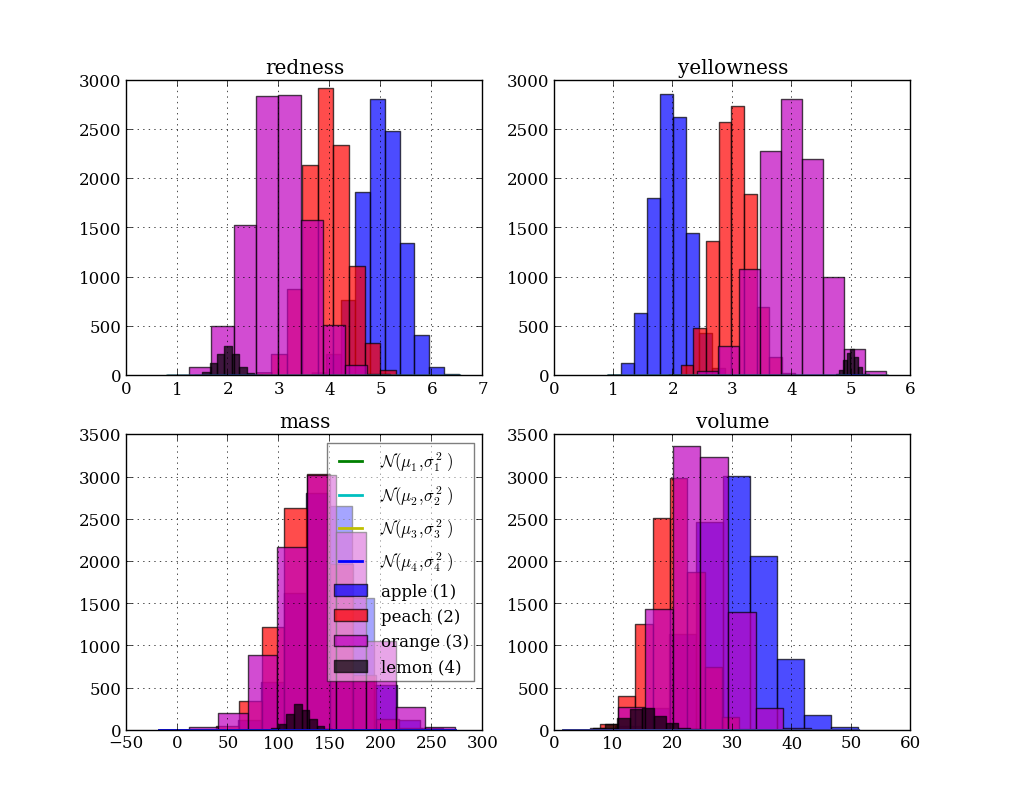 redness
3000
2500
2000
1500
1000
500
0
0 1 2 3 4 5 6 7
yellowness
3000
2500
2000
1500
1000
500
0
0 1 2 3 4 5 6
mass
3500
3000
2500
2000
1500
1000
500
0
−50 0 50 100 150 200 250 300
𝒩(μ₁,σ₁²)
𝒩(μ₂,σ₂²)
𝒩(μ₃,σ₃²)
𝒩(μ₄,σ₄²)
apple (1)
peach (2)
orange (3)
lemon (4)
volume
3500
3000
2500
2000
1500
1000
500
0
0 10 20 30 40 50 60